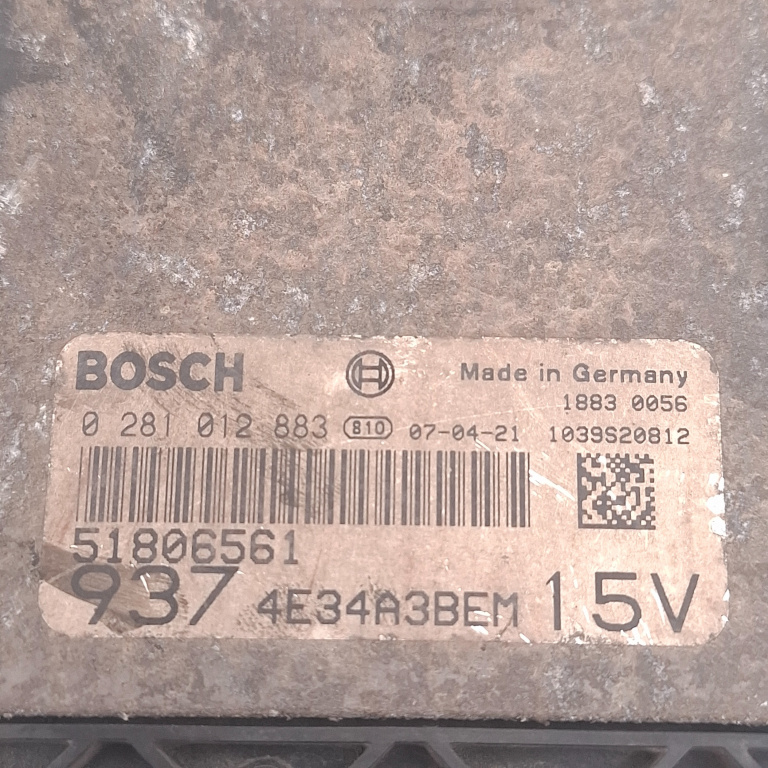 BOSCH Made in Germany
1883 0056
0 281 012 883 810 07-04-21 1039S20812
51806561
937 4E34A3BEM 15V